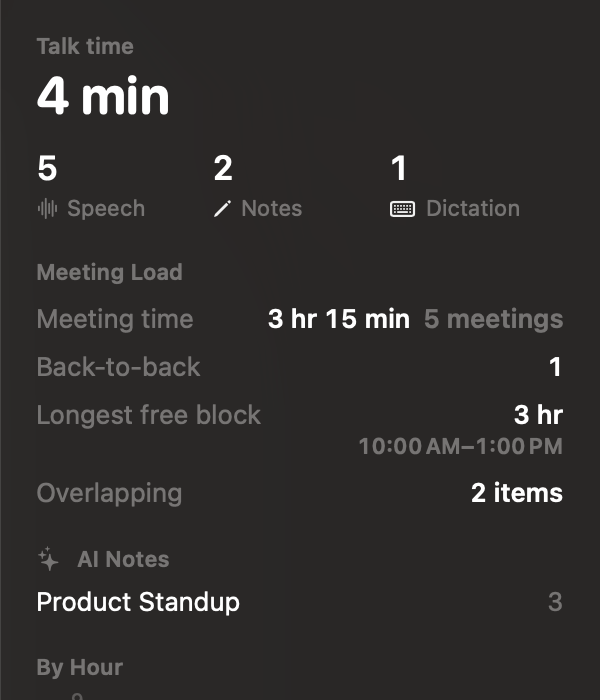 Talk time
4 min
5 2 1
Speech Notes Dictation
Meeting Load
Meeting time 3 hr 15 min 5 meetings
Back-to-back 1
Longest free block 3 hr
10:00 AM–1:00 PM
Overlapping 2 items
AI Notes
Product Standup 3
By Hour